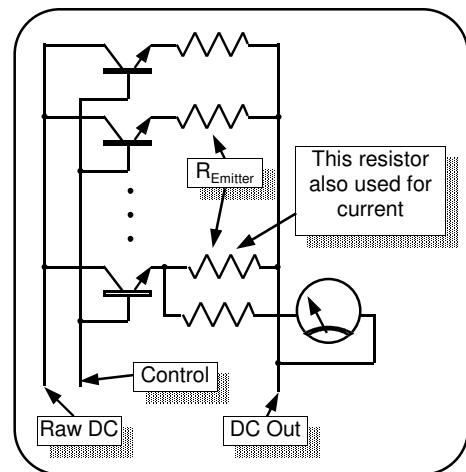 R_Emitter
This resistor
also used for
current
Control
Raw DC
DC Out